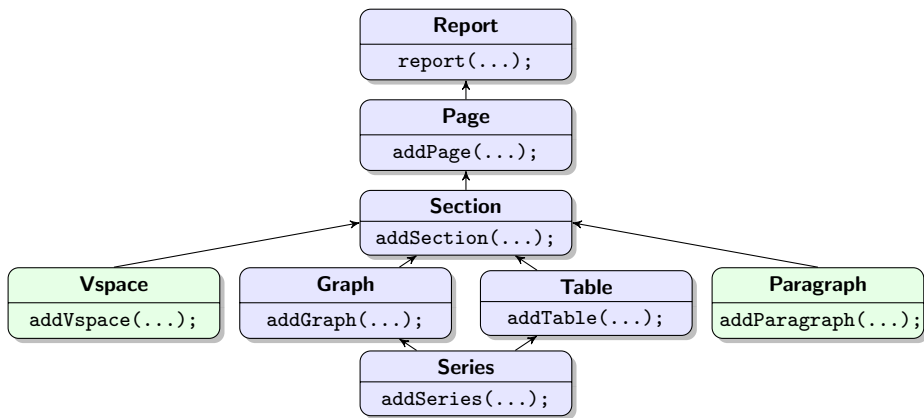 Report
report(...);
Page
addPage(...);
Section
addSection(...);
Vspace
addVspace(...);
Graph
addGraph(...);
Table
addTable(...);
Paragraph
addParagraph(...);
Series
addSeries(...);